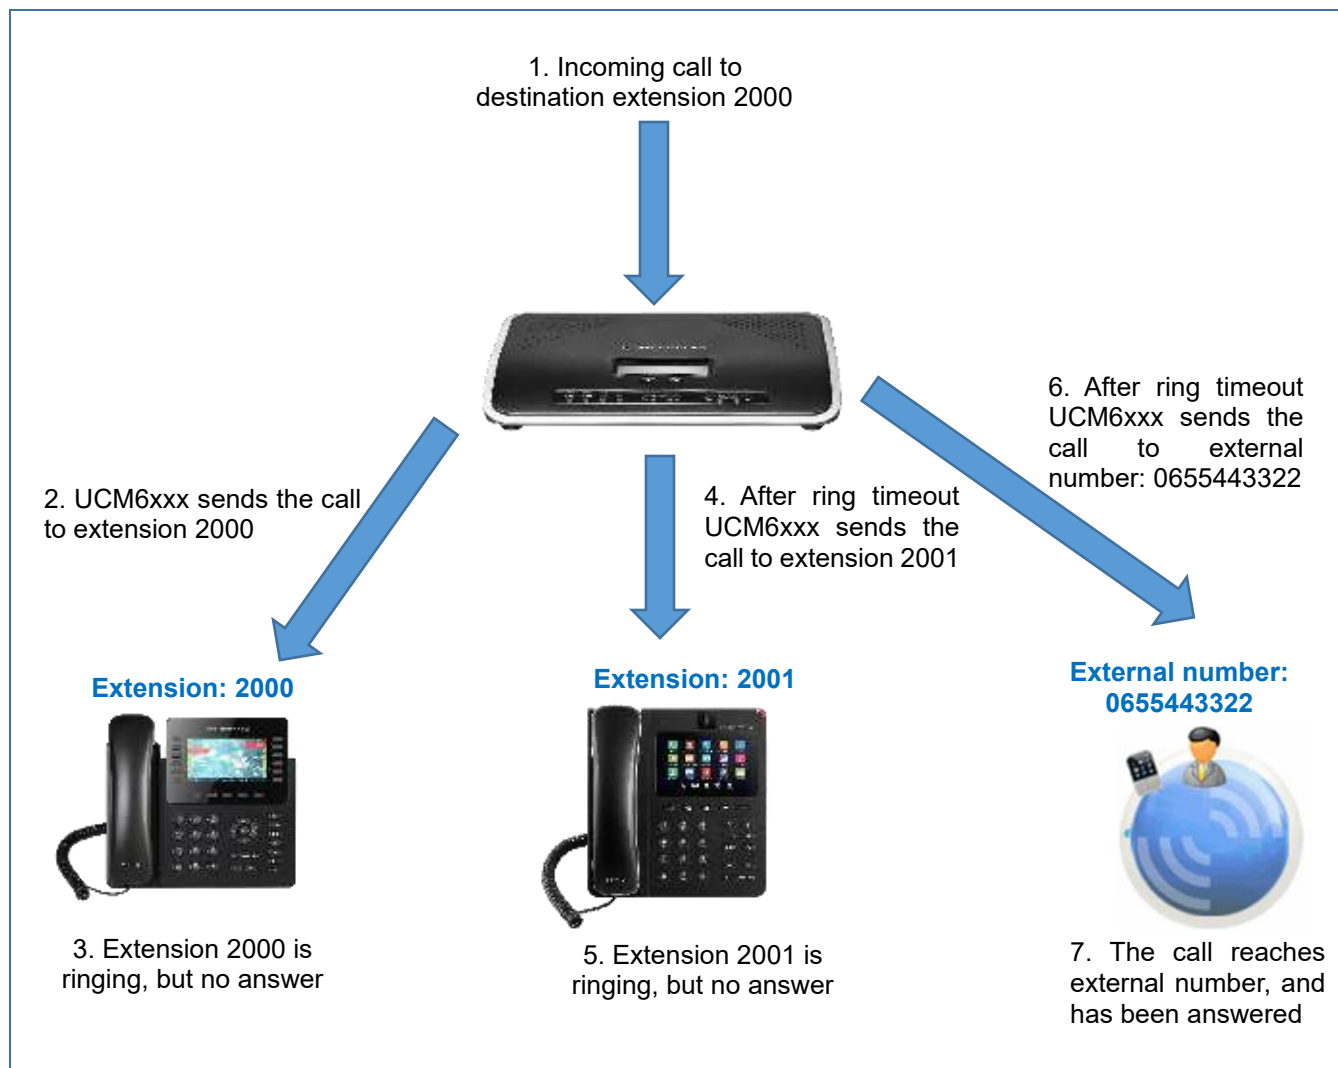 1. Incoming call to
destination extension 2000
2. UCM6xxx sends the call
to extension 2000
4. After ring timeout
UCM6xxx sends the
call to extension 2001
6. After ring timeout
UCM6xxx sends the
call to external
number: 0655443322
Extension: 2000
Extension: 2001
External number:
0655443322
3. Extension 2000 is
ringing, but no answer
5. Extension 2001 is
ringing, but no answer
7. The call reaches
external number, and
has been answered